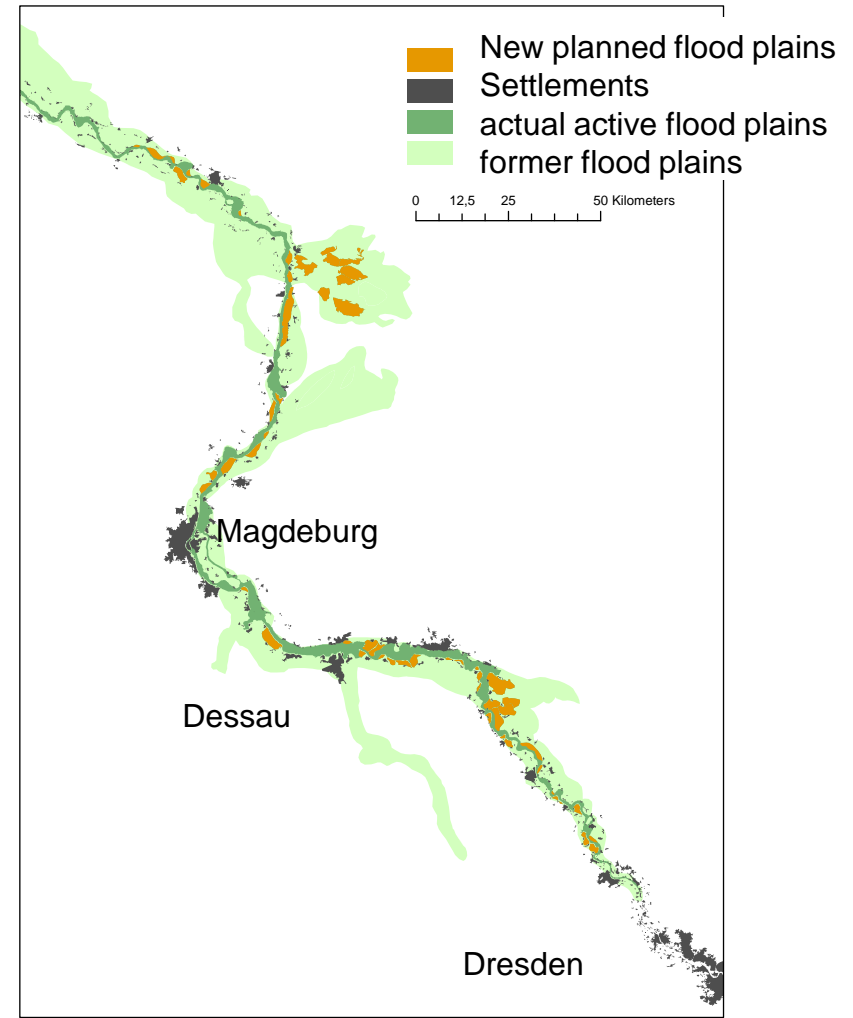 New planned flood plains
Settlements
actual active flood plains
former flood plains
0 12,5 25 50 Kilometers
Magdeburg
Dessau
Dresden